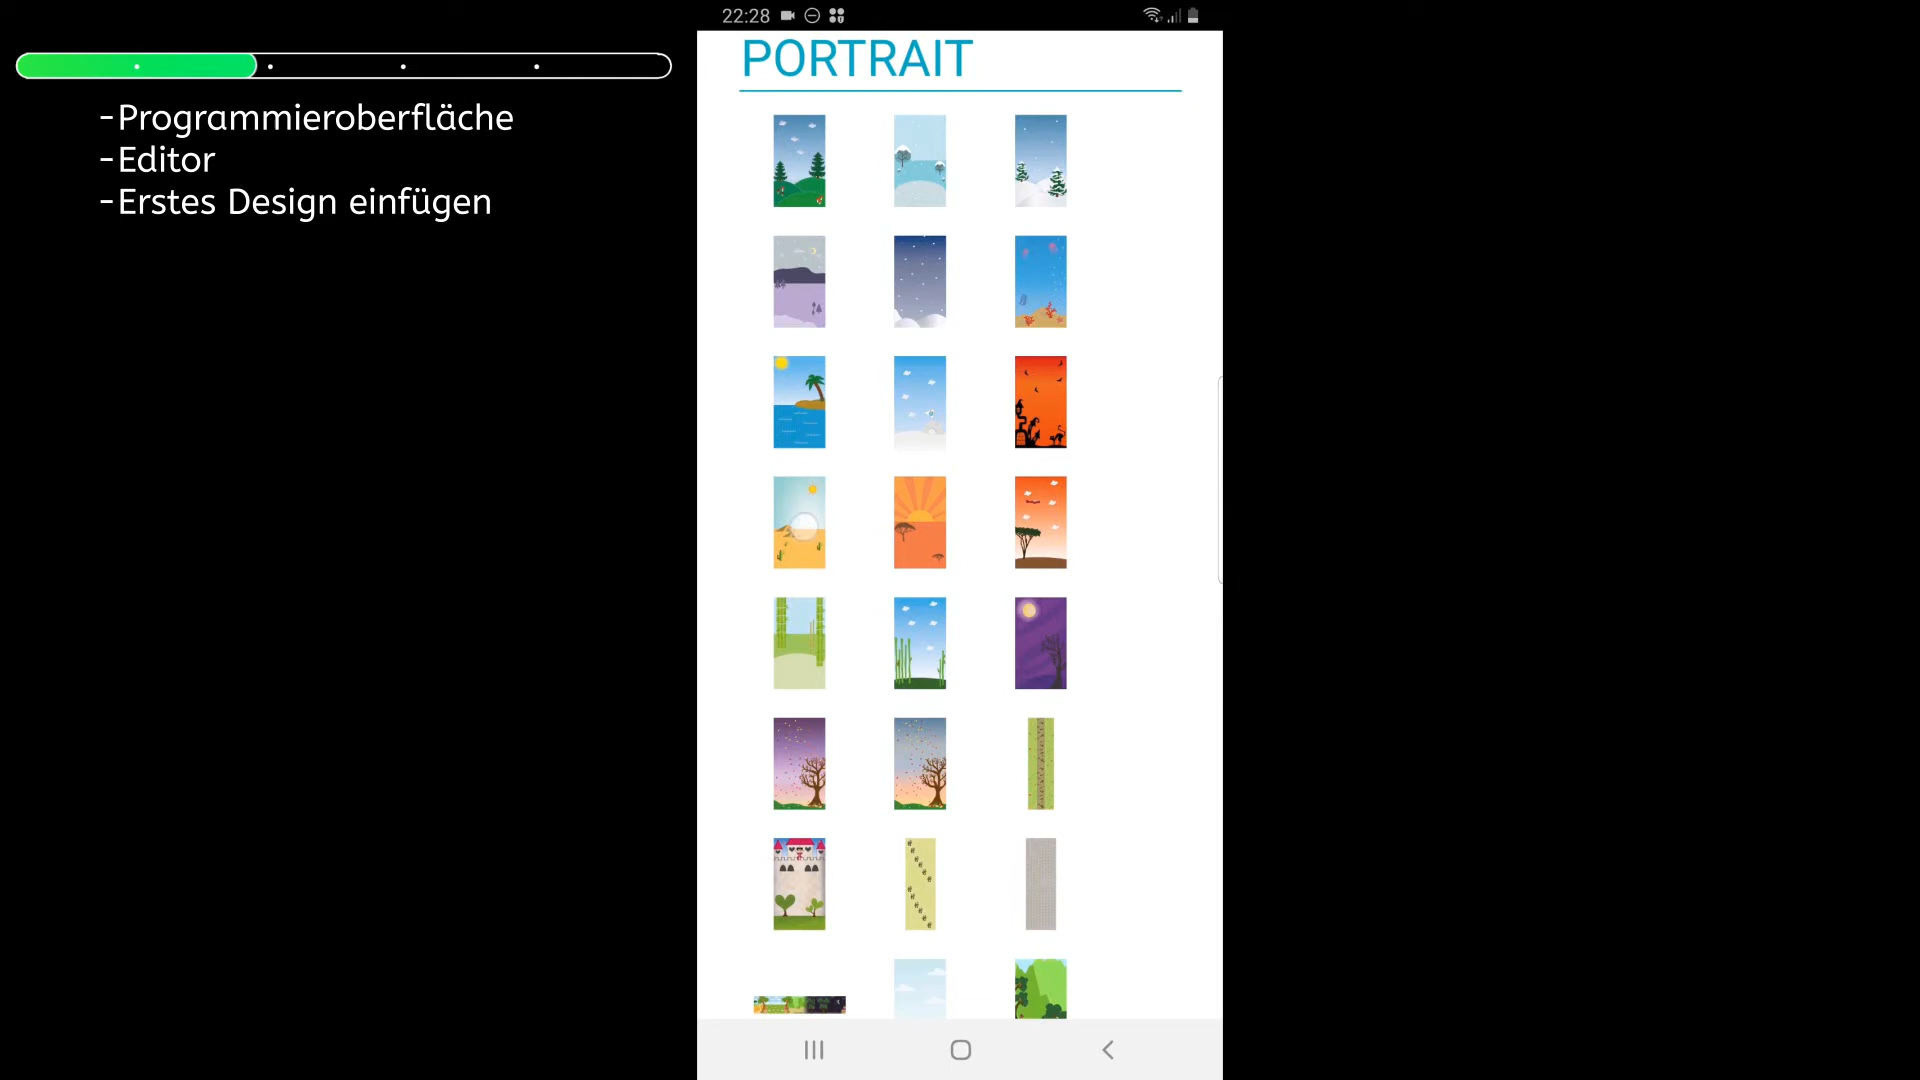 -Programmieroberfläche
-Editor
-Erstes Design einfügen
22:28
PORTRAIT